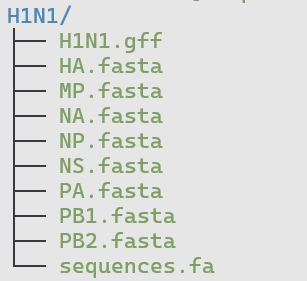 H1N1/
├── H1N1.gff
├── HA.fasta
├── MP.fasta
├── NA.fasta
├── NP.fasta
├── NS.fasta
├── PA.fasta
├── PB1.fasta
├── PB2.fasta
└── sequences.fa